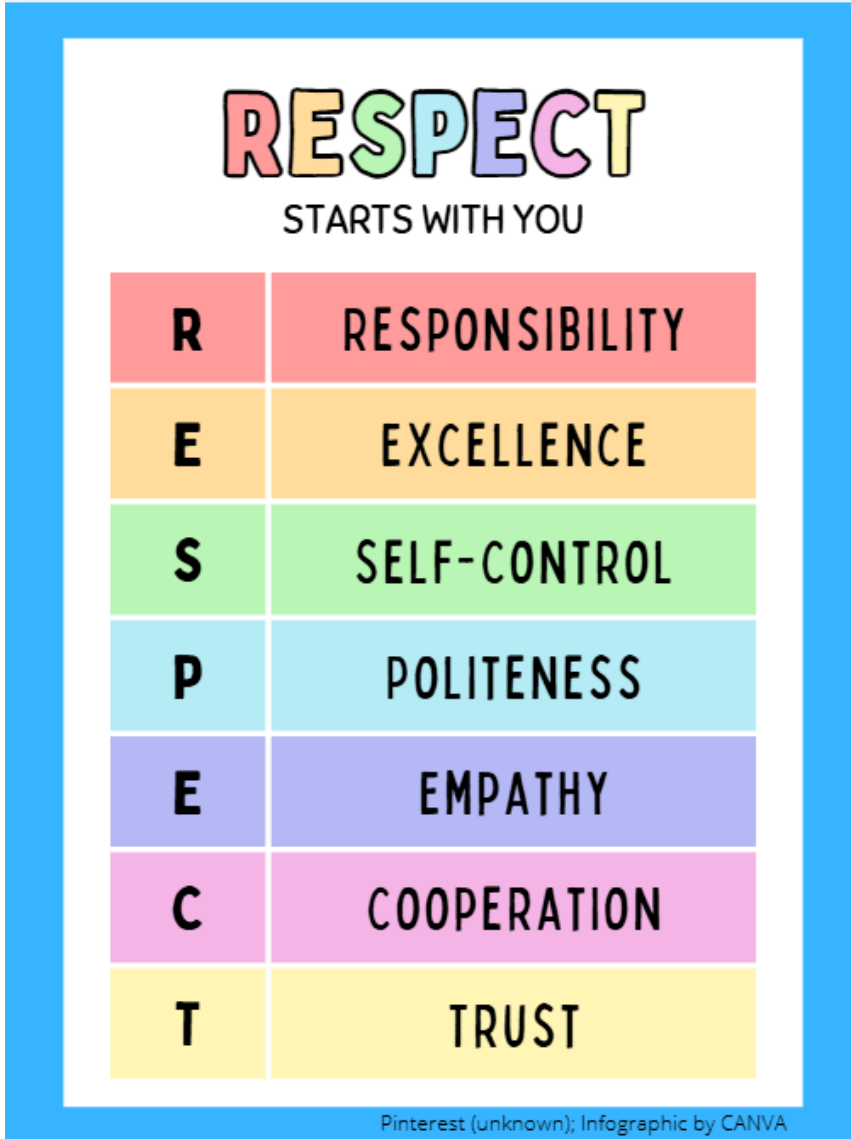 RESPECT
STARTS WITH YOU
R RESPONSIBILITY
E EXCELLENCE
S SELF-CONTROL
P POLITENESS
E EMPATHY
C COOPERATION
T TRUST
Pinterest (unknown); Infographic by CANVA